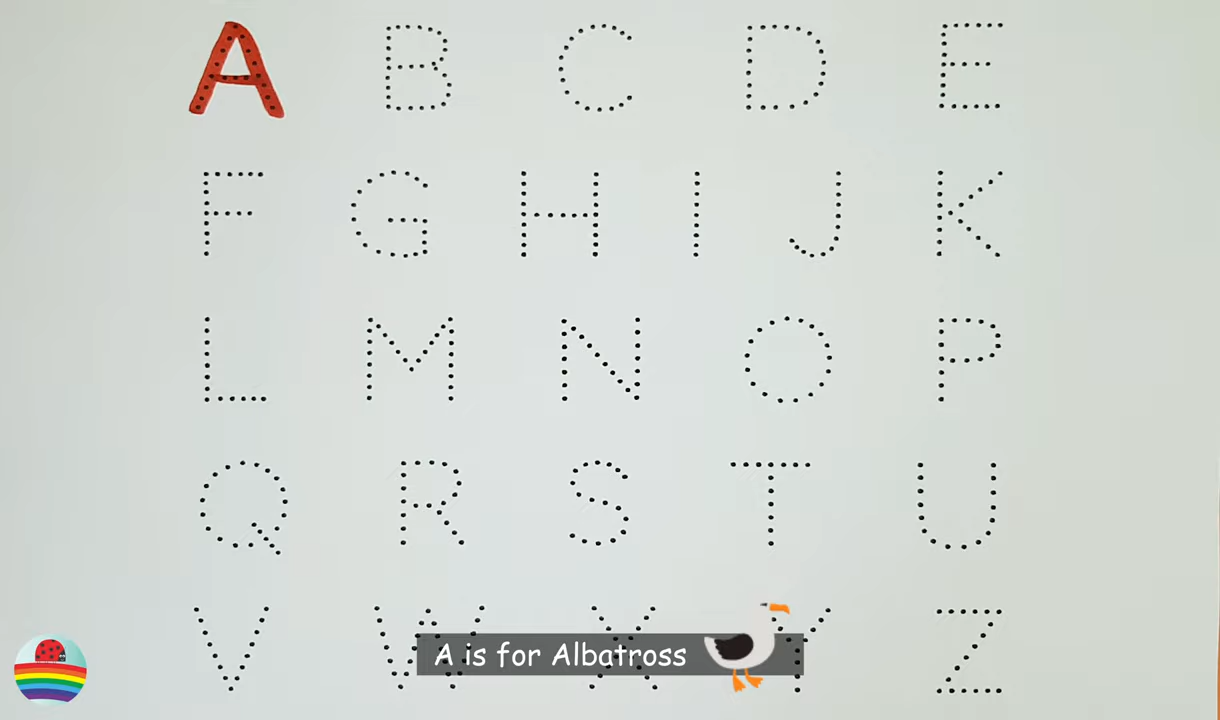 A B C D E
F G H I J K
L M N O P
Q R S T U
V W X Y Z
A is for Albatross